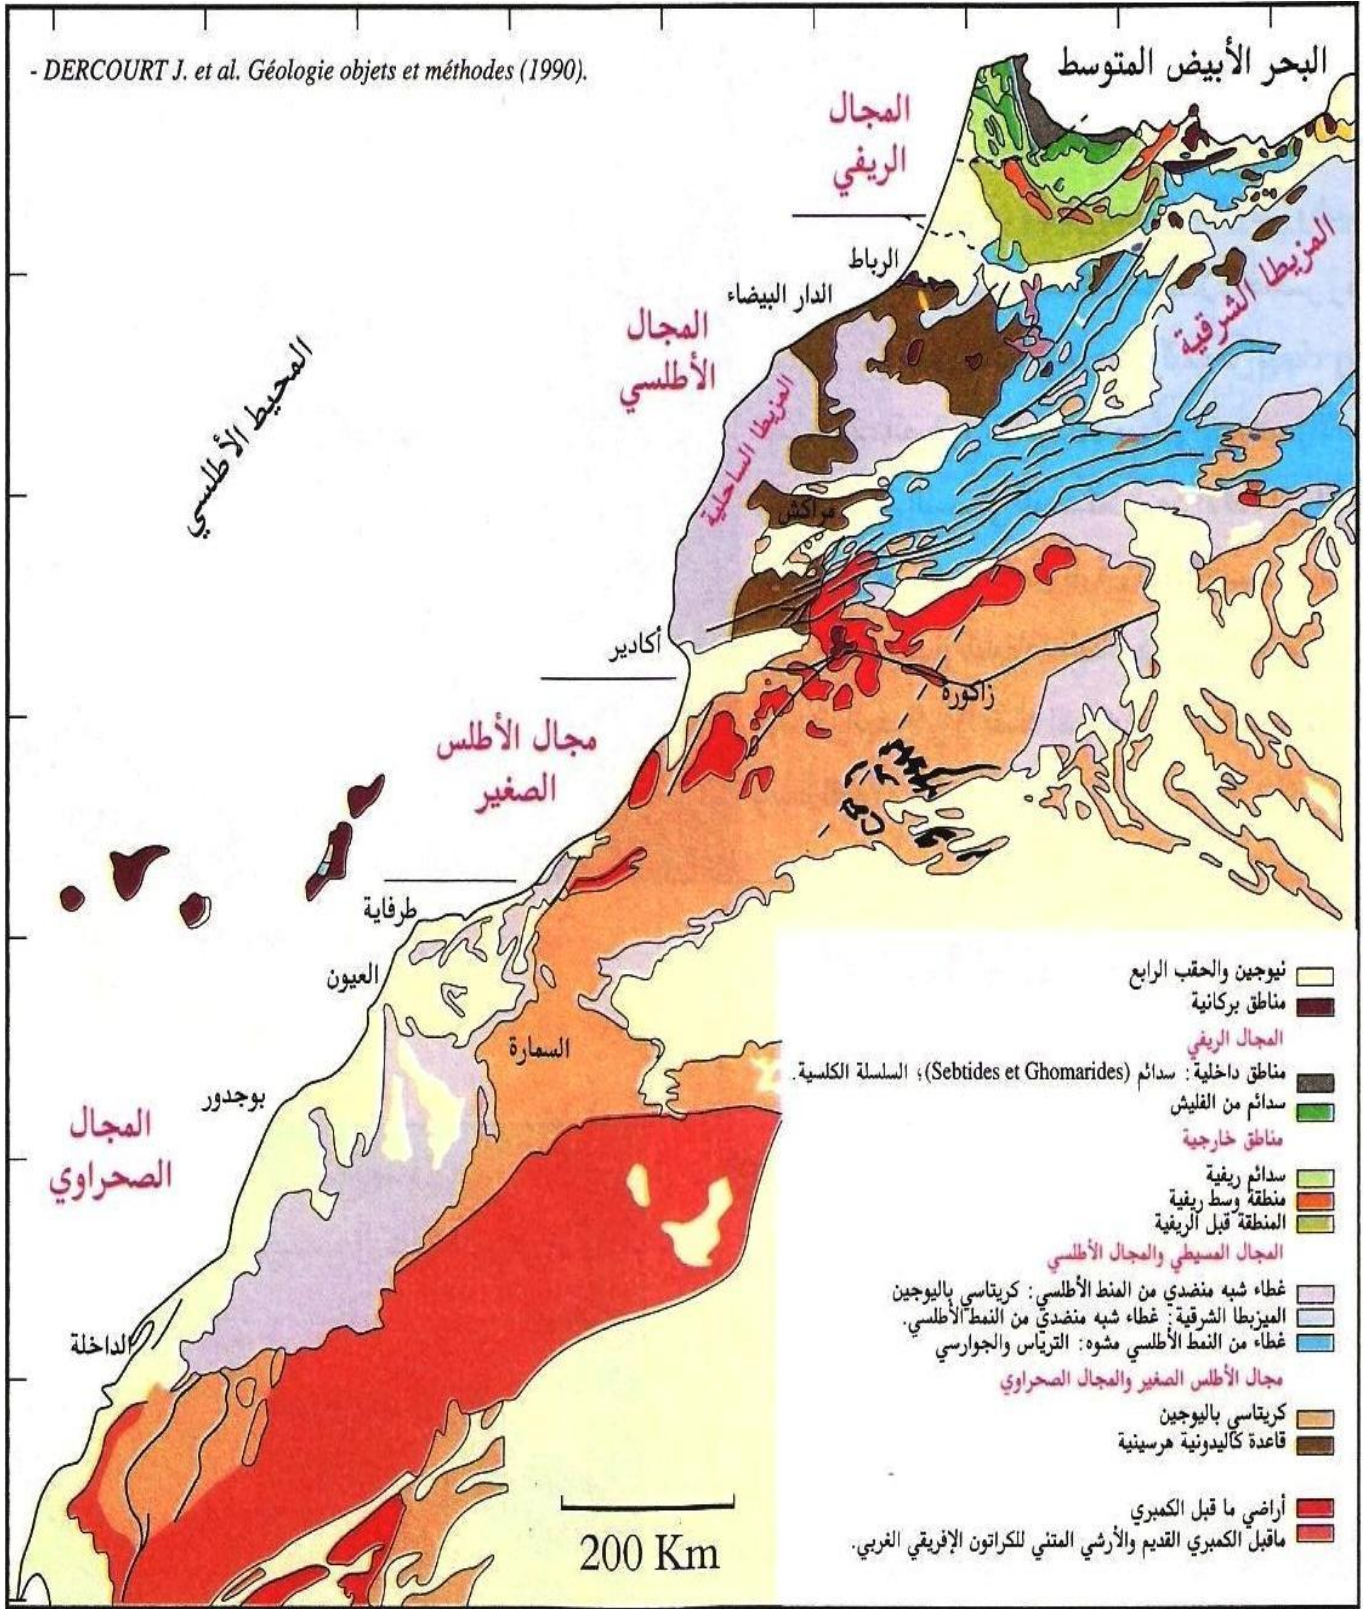 - DERCOURT J. et al. Géologie objets et méthodes (1990).
البحر الأبيض المتوسط
المجال
الريفي
الرباط
الدار البيضاء
المجال
الأطلسي
المزيطا الشرقية
المزيطا الساحلية
المحيط الأطلسي
مراكش
أكادير
زاكورة
مجال الأطلس
الصغير
طرفاية
العيون
السمارة
بوجدور
المجال
الصحراوي
الداخلة
نيوجين والحقب الرابع
مناطق بركانية
المجال الريفي
مناطق داخلية: سدائم (Sebtides et Ghomarides)؛ السلسلة الكلسية.
سدائم من الفليش
مناطق خارجية
سدائم ريفية
منطقة وسط ريفية
المنطقة قبل الريفية
المجال المسيطي والمجال الأطلسي
غطاء شبه منضدي من المنط الأطلسي: كريتاسي باليوجين
الميزيطا الشرقية: غطاء شبه منضدي من النمط الأطلسي.
غطاء من النمط الأطلسي مشوه: الترياس والجوارسي
مجال الأطلس الصغير والمجال الصحراوي
كريتاسي باليوجين
قاعدة كاليدونية هرسينية
أراضي ما قبل الكمبري
ماقبل الكمبري القديم والأرشي المتني للكراتون الإفريقي الغربي.
200 Km